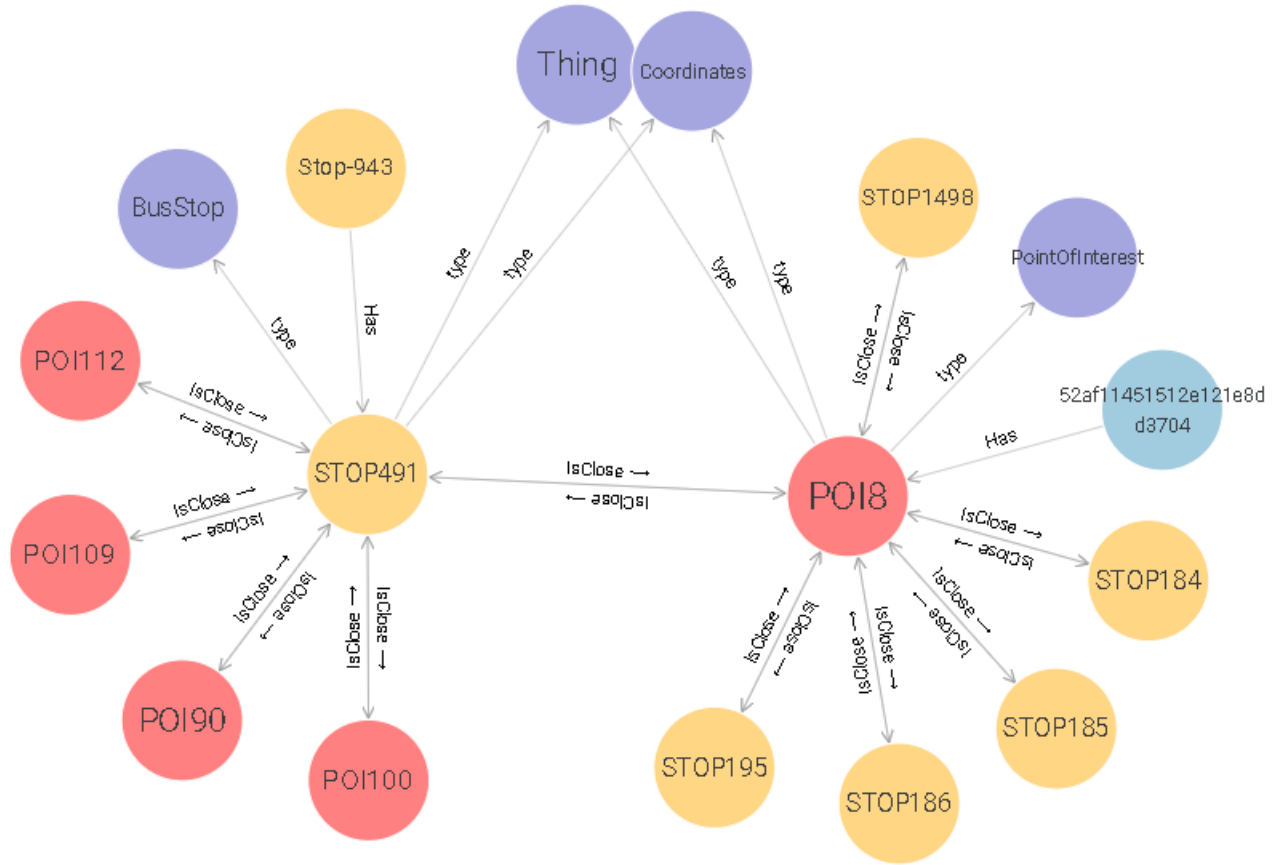 Thing
Coordinates
Stop-943
BusStop
STOP1498
PointOfInterest
type
type
type
type
Has
type
IsClose →
IsClose →
type
52af11451512e121e8d
d3704
POI112
IsClose →
IsClose →
Has
STOP491
IsClose →
IsClose →
POI8
IsClose →
IsClose →
POI109
IsClose →
IsClose →
STOP184
IsClose →
IsClose →
IsClose →
IsClose →
IsClose →
IsClose →
IsClose →
IsClose →
IsClose →
IsClose →
POI90
POI100
STOP195
STOP186
STOP185